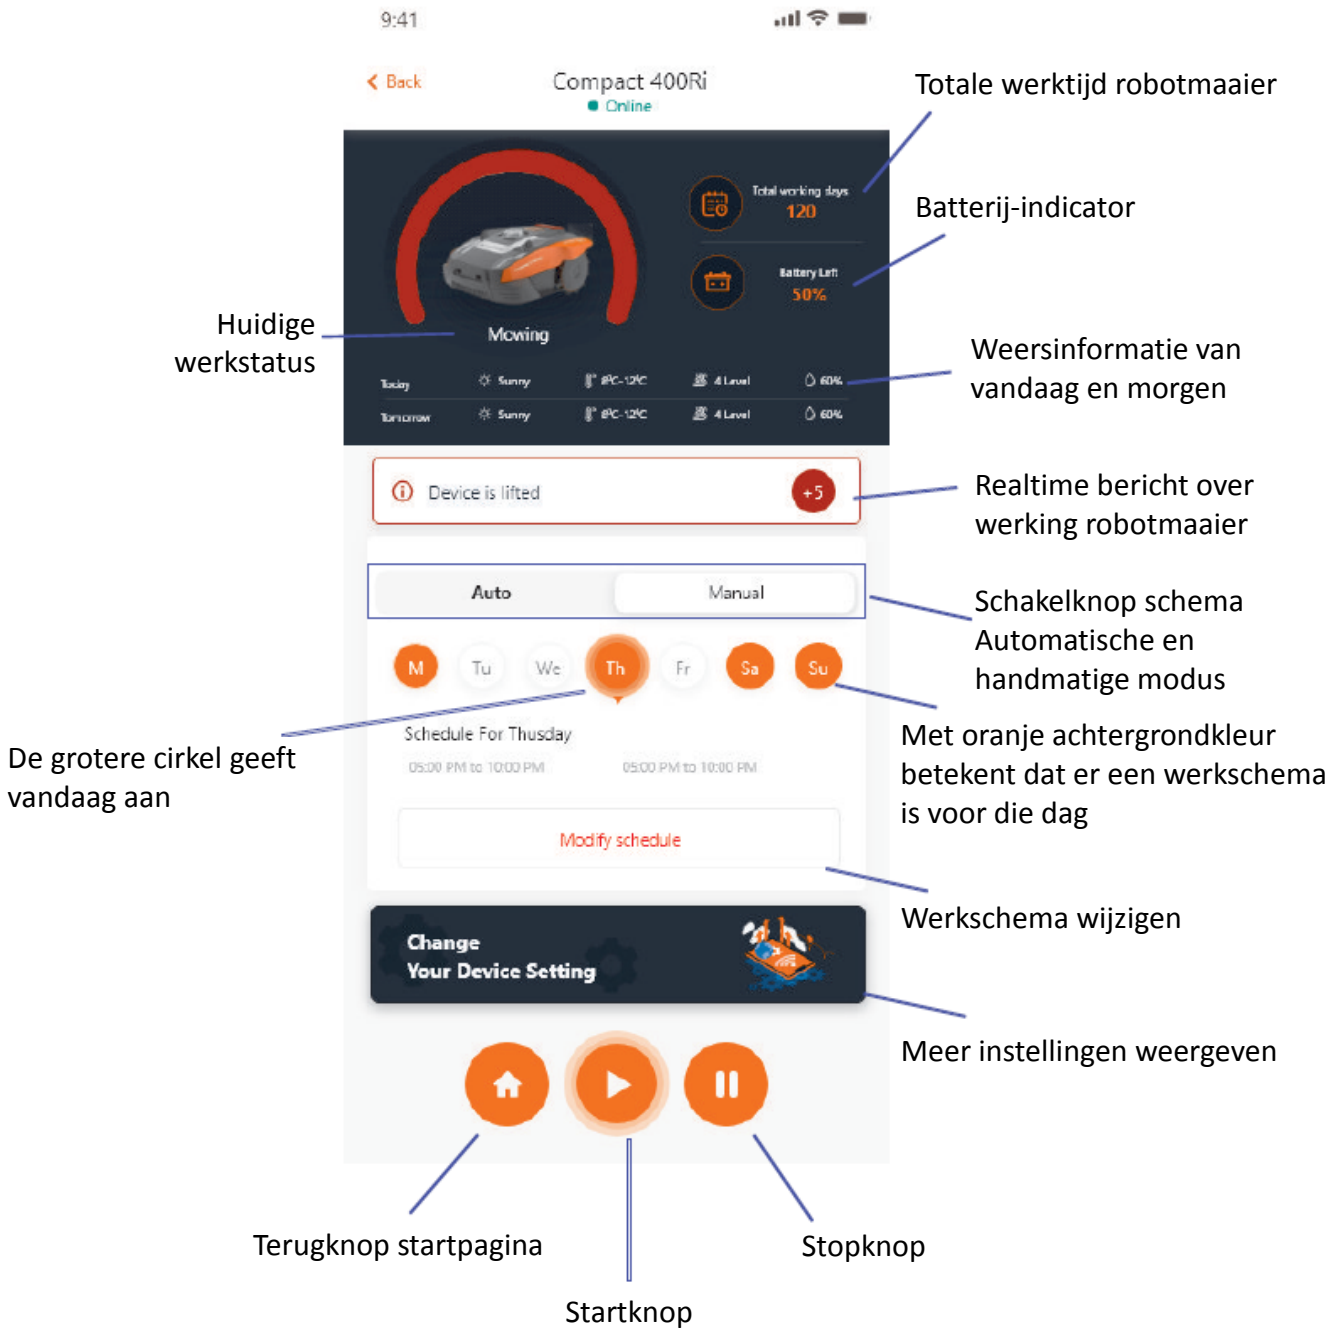 9:41
Back
Compact 400Ri
Online
Totale werktijd robotmaaier
Total working days
120
Batterij-indicator
Battery Left
50%
Huidige
werkstatus
Mowing
Weersinformatie van
vandaag en morgen
Today Sunny 8°C-12°C 4 Level 60%
Tomorrow Sunny 8°C-12°C 4 Level 60%
Device is lifted +5
Realtime bericht over
werking robotmaaier
Auto Manual
Schakelknop schema
Automatische en
handmatige modus
M Tu We Th Fr Sa Su
De grotere cirkel geeft
vandaag aan
Schedule For Thusday
05:00 PM to 10:00 PM 05:00 PM to 10:00 PM
Met oranje achtergrondkleur
betekent dat er een werkschema
is voor die dag
Modify schedule
Werkschema wijzigen
Change
Your Device Setting
Meer instellingen weergeven
Terugknop startpagina
Stopknop
Startknop